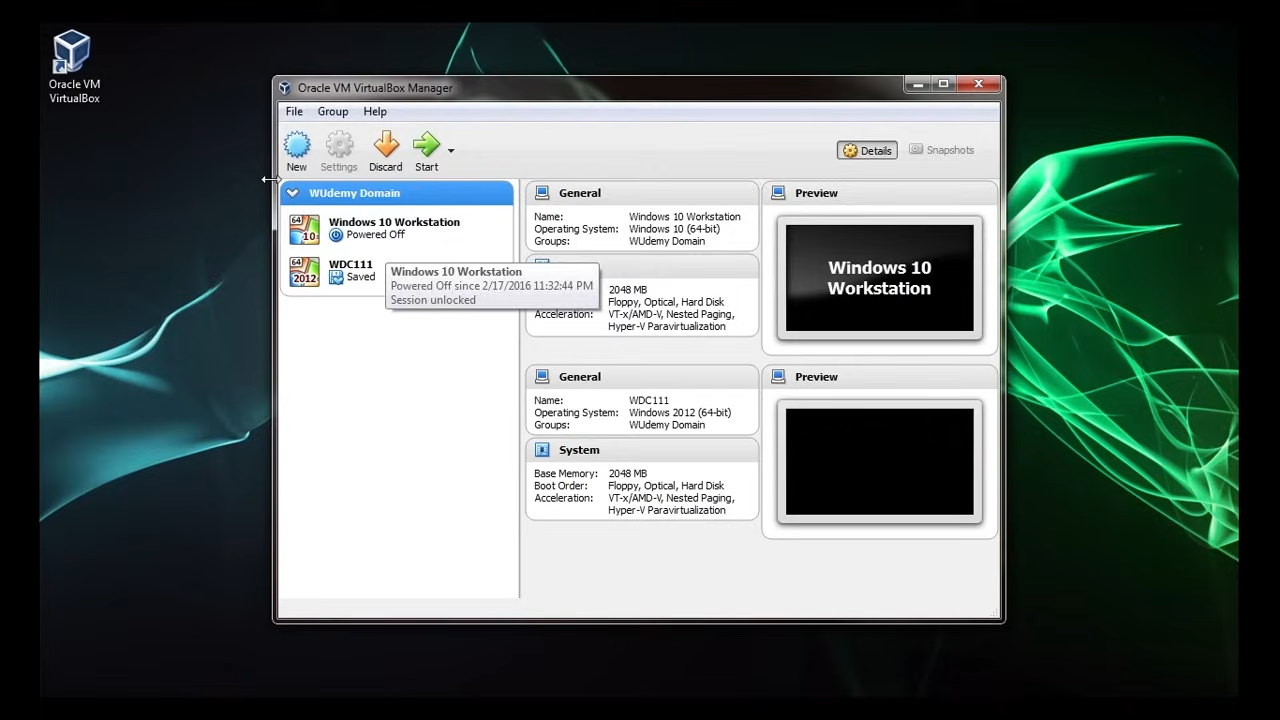 Oracle VM
VirtualBox
Oracle VM VirtualBox Manager
File Group Help
New Settings Discard Start
Details Snapshots
WUdemy Domain
64
10
Windows 10 Workstation
Powered Off
64
2012
WDC111
Saved
Windows 10 Workstation
Powered Off since 2/17/2016 11:32:44 PM
Session unlocked
General
Name: Windows 10 Workstation
Operating System: Windows 10 (64-bit)
Groups: WUdemy Domain
2048 MB
Floppy, Optical, Hard Disk
Acceleration: VT-x/AMD-V, Nested Paging,
Hyper-V Paravirtualization
Preview
Windows 10
Workstation
General
Name: WDC111
Operating System: Windows 2012 (64-bit)
Groups: WUdemy Domain
System
Base Memory: 2048 MB
Boot Order: Floppy, Optical, Hard Disk
Acceleration: VT-x/AMD-V, Nested Paging,
Hyper-V Paravirtualization
Preview